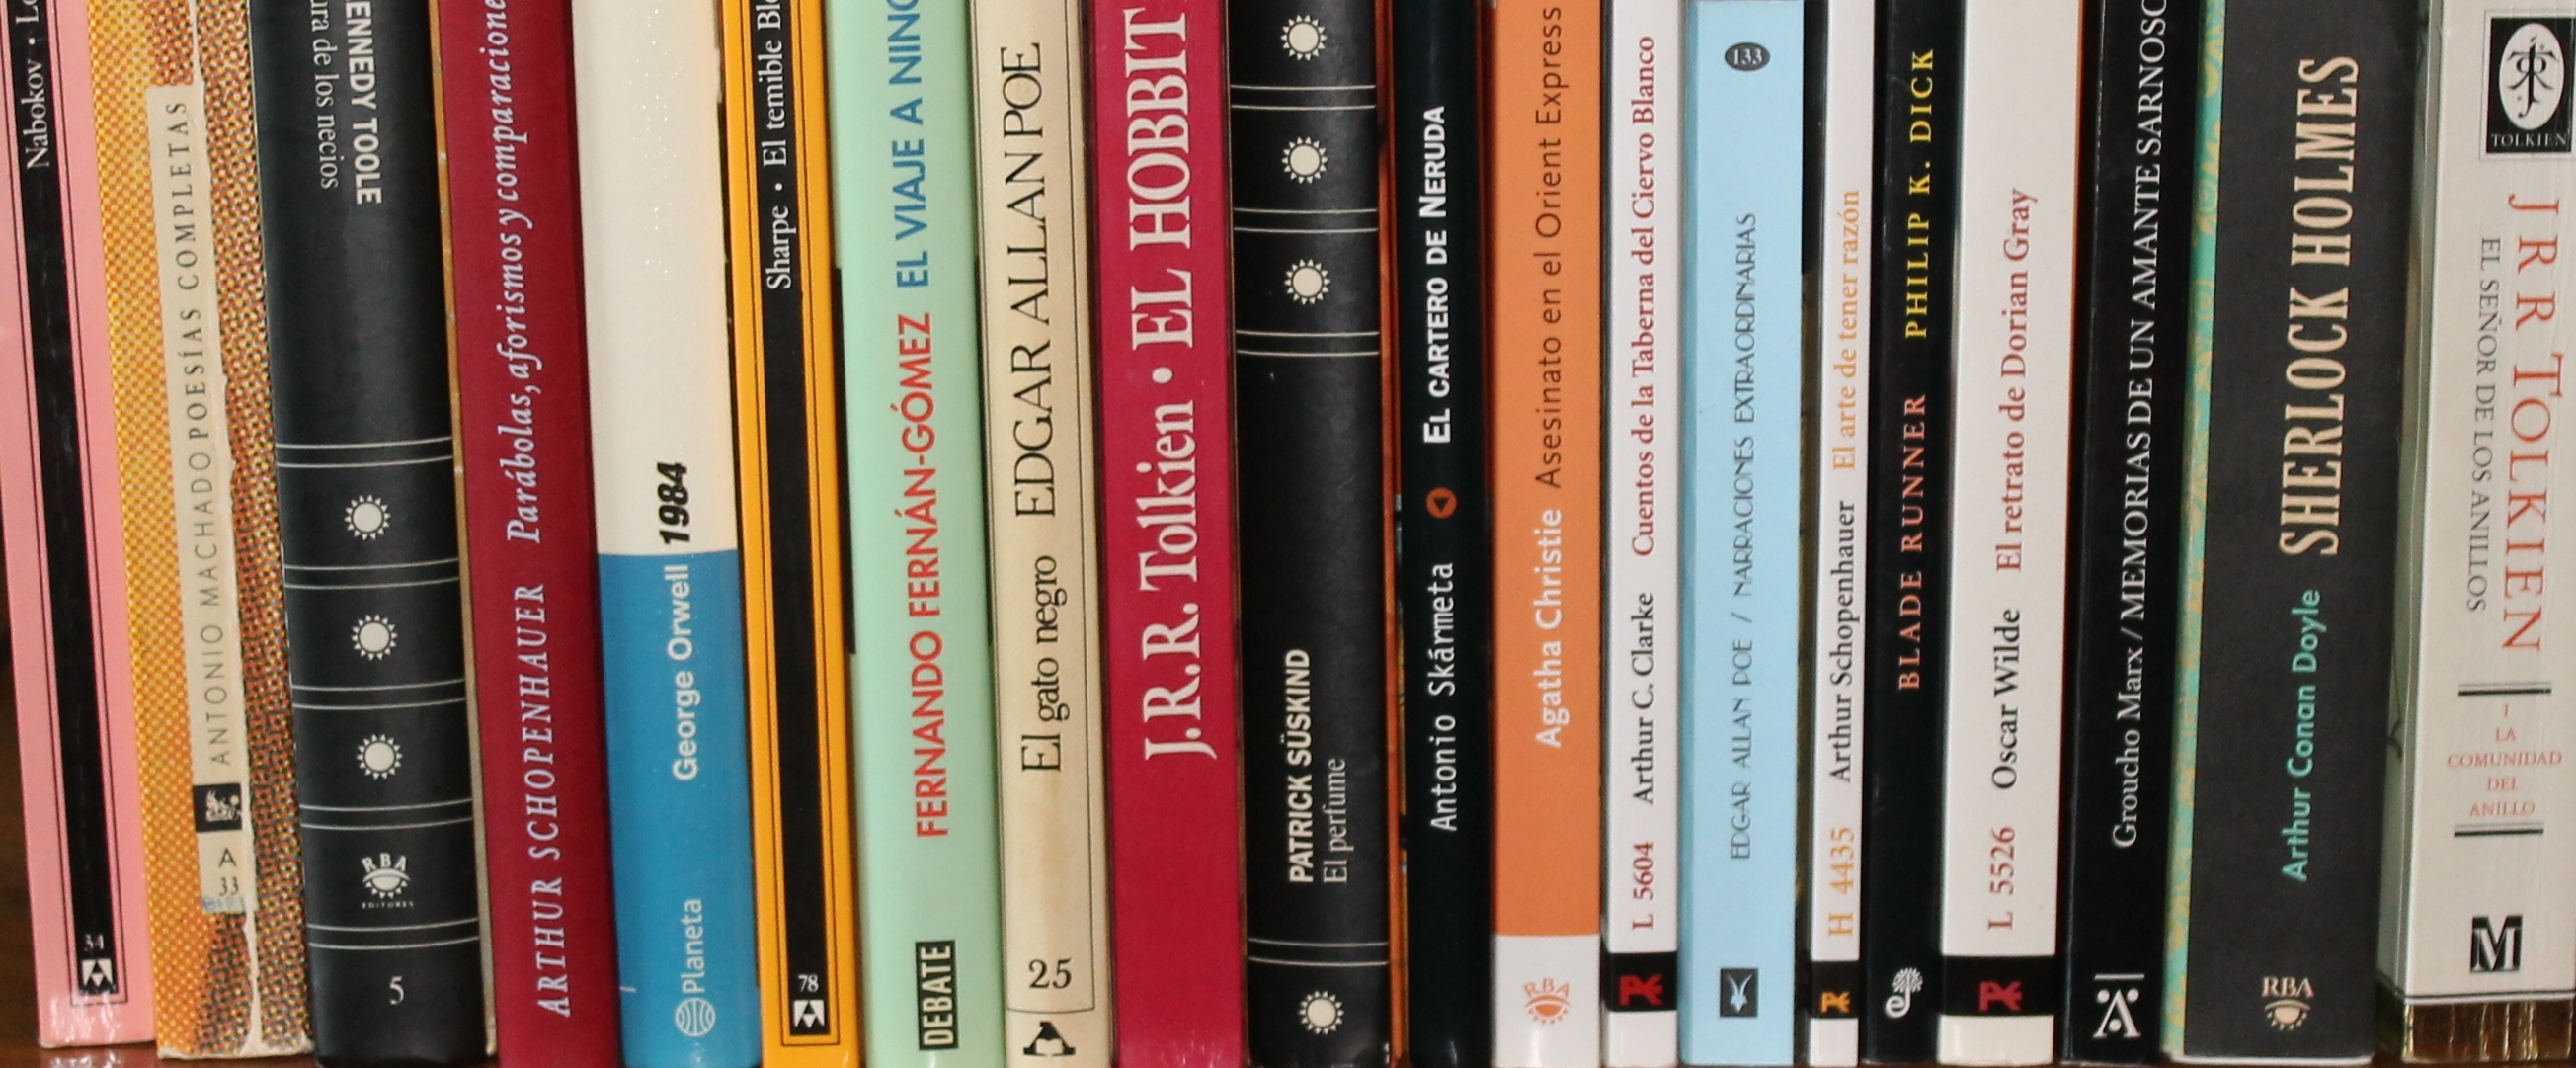 Nabokov
34
ANTONIO MACHADO POESÍAS COMPLETAS
A
33
TOOLE
de los necios
RBA
EDITORES
5
ARTHUR SCHOPENHAUER Parábolas, aforismos y
George Orwell 1984
Planeta
Sharpe · El temible
78
FERNANDO FERNÁN-GÓMEZ EL VIAJE A
DEBATE
El gato negro EDGAR ALLAN POE
25
J.R.R. Tolkien · EL HOBBIT
PATRICK SÜSKIND
El perfume
Antonio Skármeta EL CARTERO DE NERUDA
Agatha Christie Asesinato en el Orient Express
RBA
L 5604 Arthur C. Clarke Cuentos de la Taberna del Ciervo Blanco
133
EDGAR ALLAN POE / NARRACIONES EXTRAORDINARIAS
H 4435 Arthur Schopenhauer El arte de tener razón
BLADE RUNNER PHILIP K. DICK
e
L 5526 Oscar Wilde El retrato de Dorian Gray
Groucho Marx / MEMORIAS DE UN AMANTE
A
Arthur Conan Doyle SHERLOCK HOLMES
RBA
TOLKIEN
J R R TOLKIEN
EL SEÑOR DE LOS ANILLOS
I
LA
COMUNIDAD
DEL
ANILLO
M